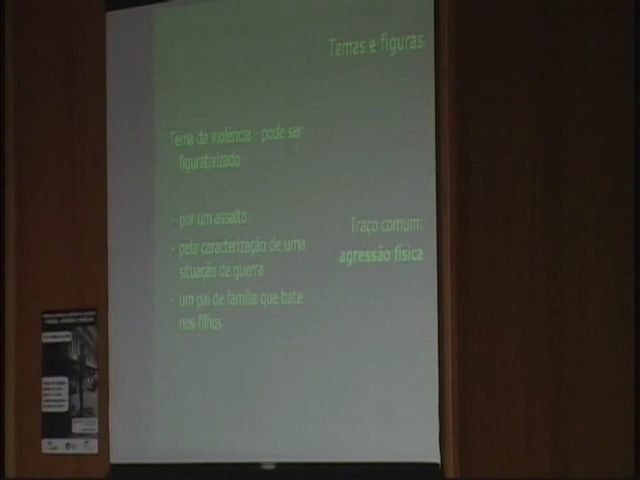 Temas e figuras
Tema da violência - pode ser
figurativizado
• por um assalto
• pela caracterização de uma
situação de guerra
• um pai de família que bate
nos filhos
Traço comum:
agressão física